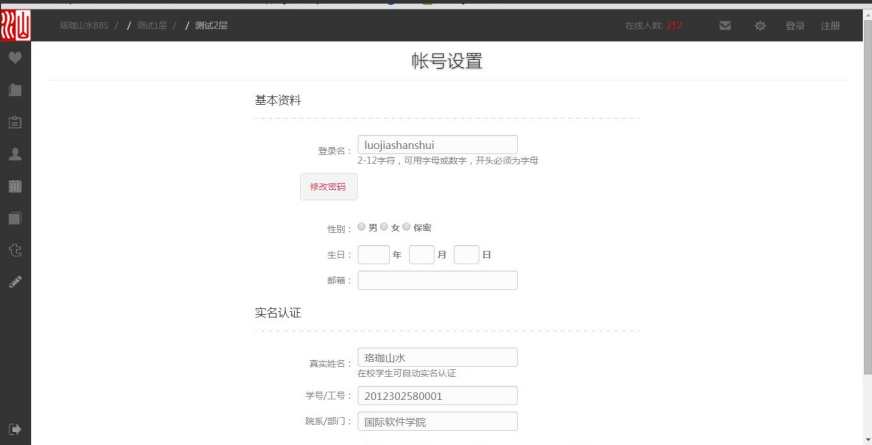 珞珈山水BBS / / 测试1层 / / 测试2层
在线人数: 212 登录 注册
帐号设置
基本资料
登录名： luojiashanshui
2-12字符，可用字母或数字，开头必须为字母
修改密码
性别： 男 女 保密
生日： 年 月 日
邮箱：
实名认证
真实姓名： 珞珈山水
在校学生可自动实名认证
学号/工号： 2012302580001
院系/部门： 国际软件学院